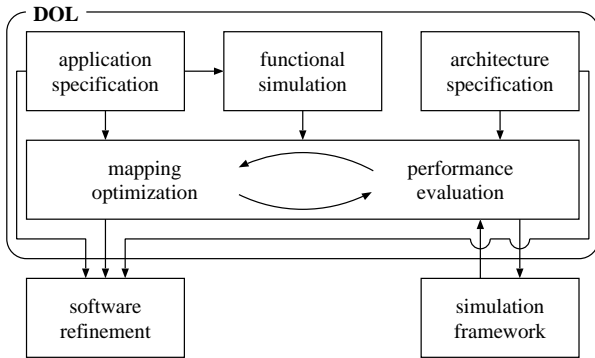 DOL
application
specification
functional
simulation
architecture
specification
mapping
optimization
performance
evaluation
software
refinement
simulation
framework